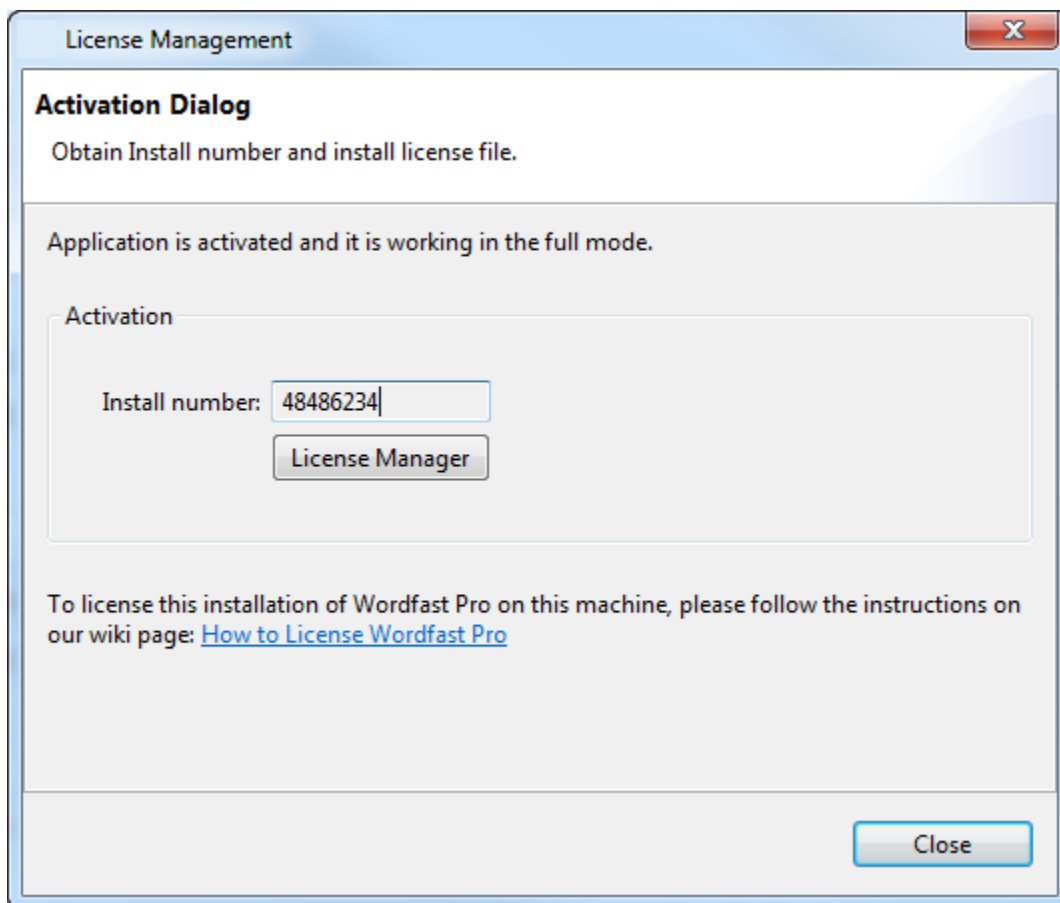 License Management
Activation Dialog
Obtain Install number and install license file.
Application is activated and it is working in the full mode.
Activation
Install number: 48486234
License Manager
To license this installation of Wordfast Pro on this machine, please follow the instructions on
our wiki page: How to License Wordfast Pro
Close